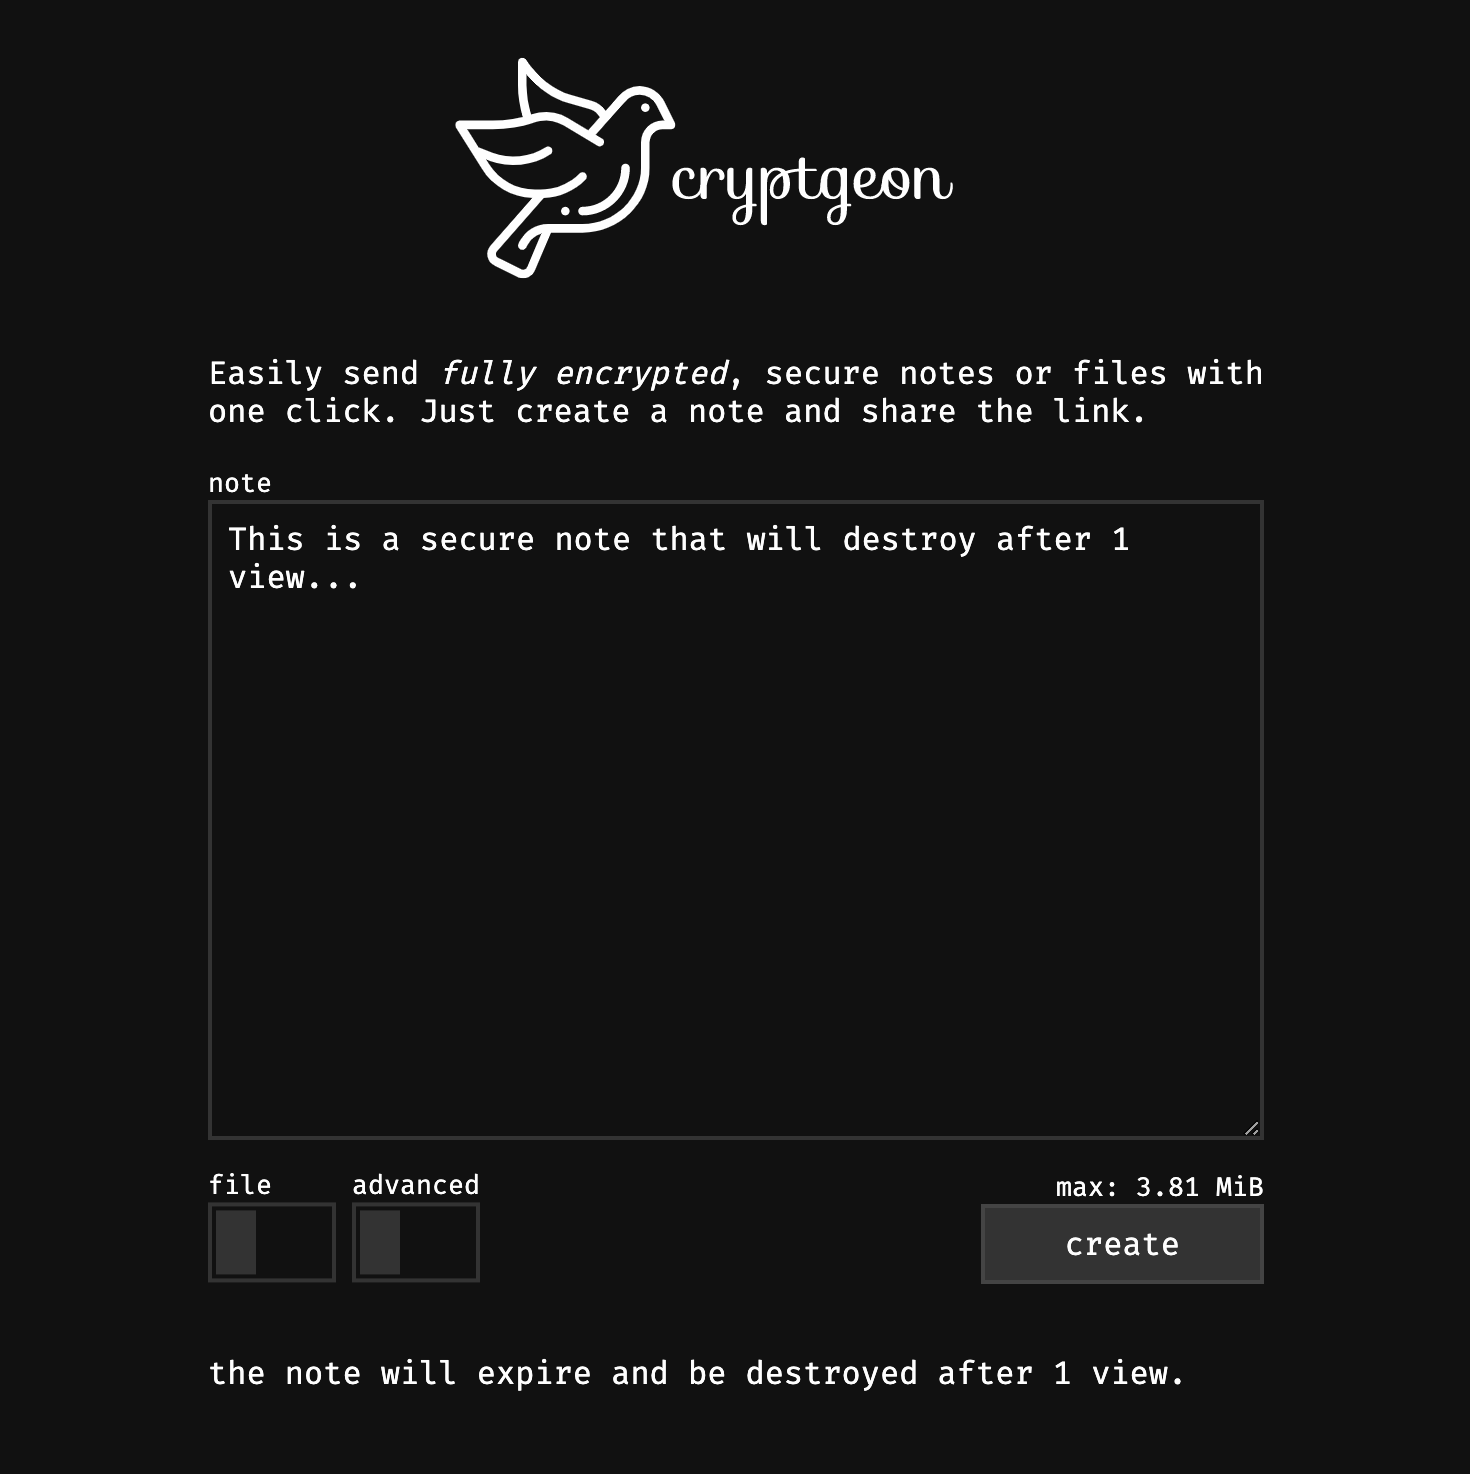 cryptgeon
Easily send fully encrypted, secure notes or files with
one click. Just create a note and share the link.
note
This is a secure note that will destroy after 1
view...
file advanced max: 3.81 MiB
create
the note will expire and be destroyed after 1 view.